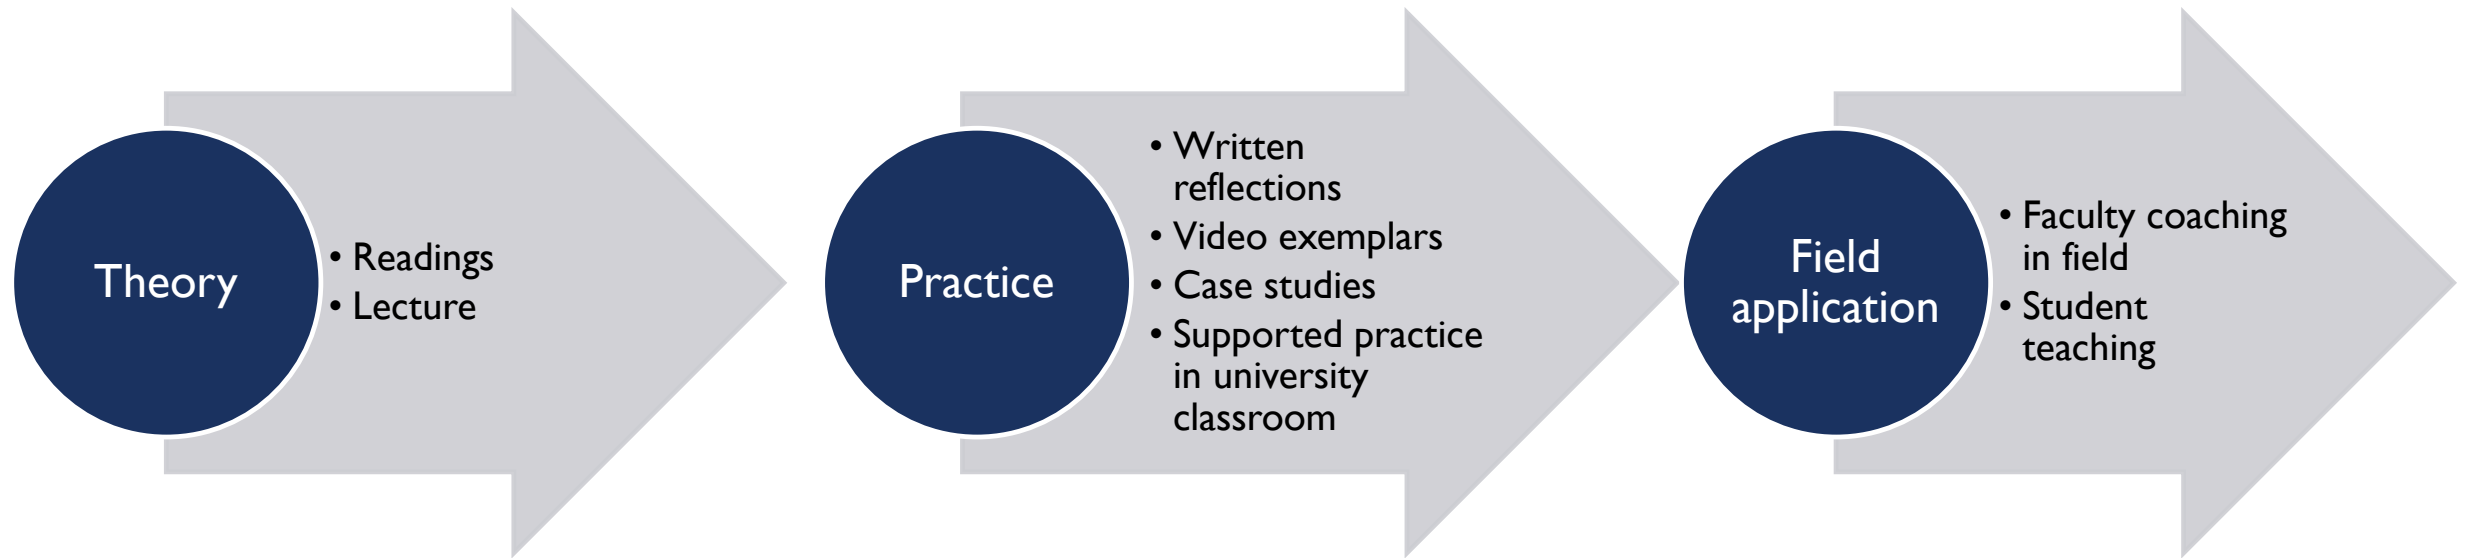 Theory
• Readings
• Lecture
Practice
• Written
reflections
• Video exemplars
• Case studies
• Supported practice
in university
classroom
Field
application
• Faculty coaching
in field
• Student
teaching